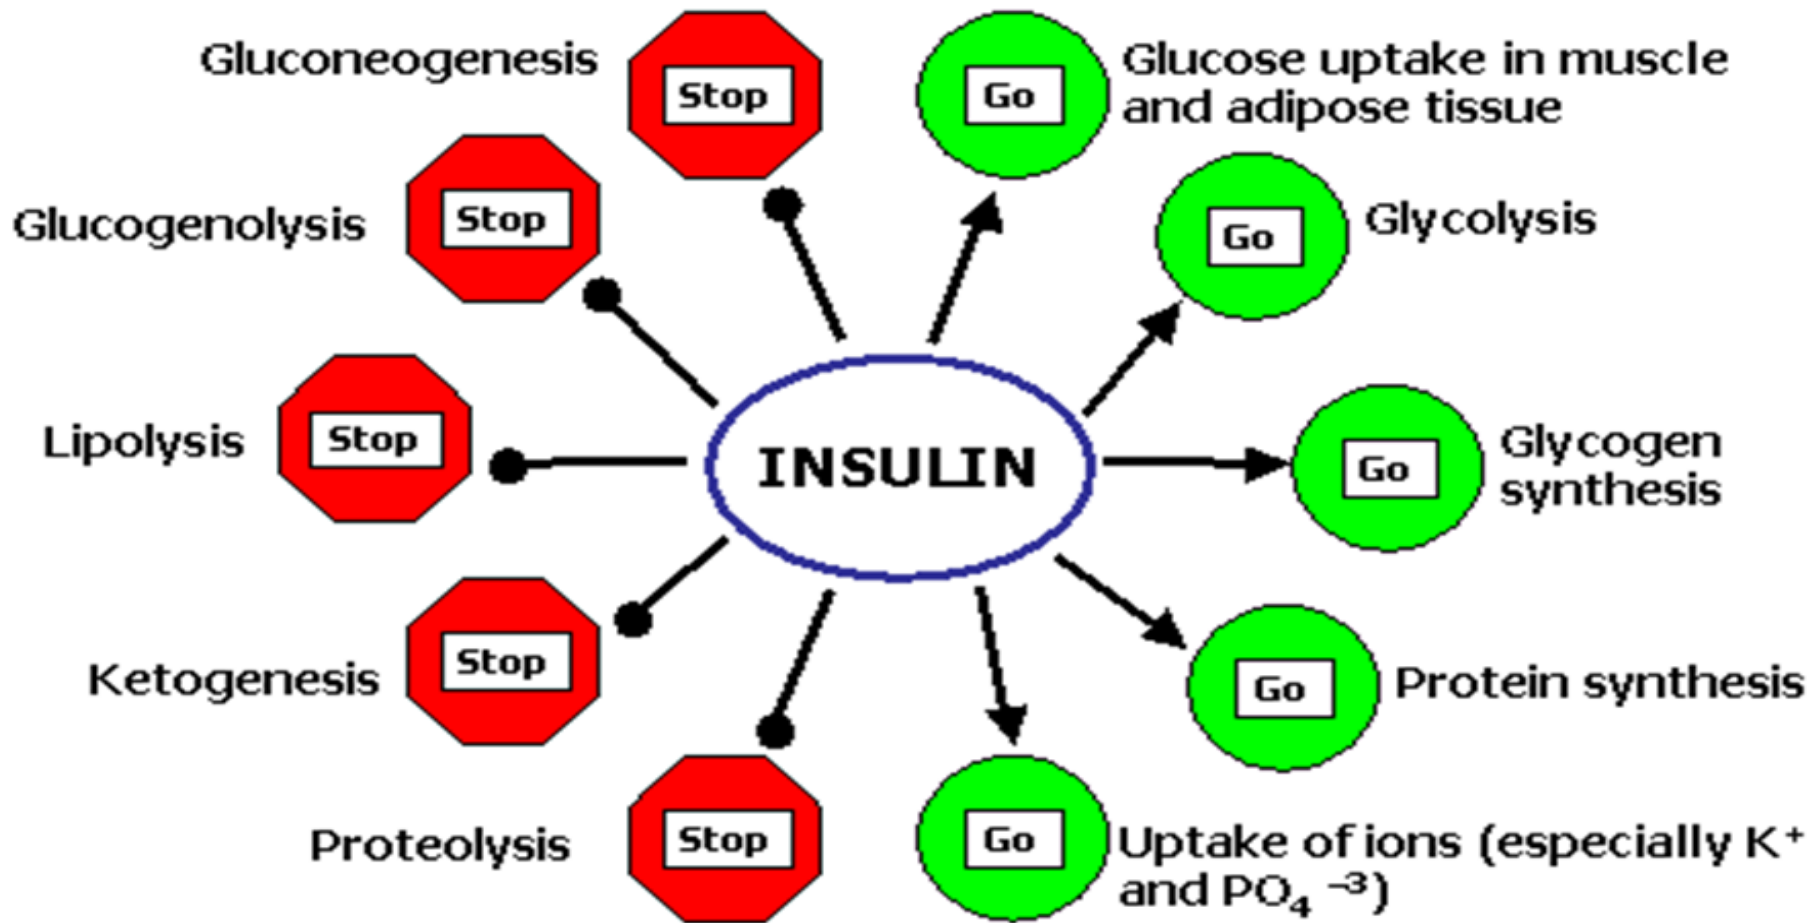 Gluconeogenesis
Stop
Go
Glucose uptake in muscle
and adipose tissue
Glucogenolysis
Stop
Go
Glycolysis
Lipolysis
Stop
INSULIN
Go
Glycogen
synthesis
Ketogenesis
Stop
Go
Protein synthesis
Proteolysis
Stop
Go
Uptake of ions (especially K⁺
and PO₄ ⁻³)